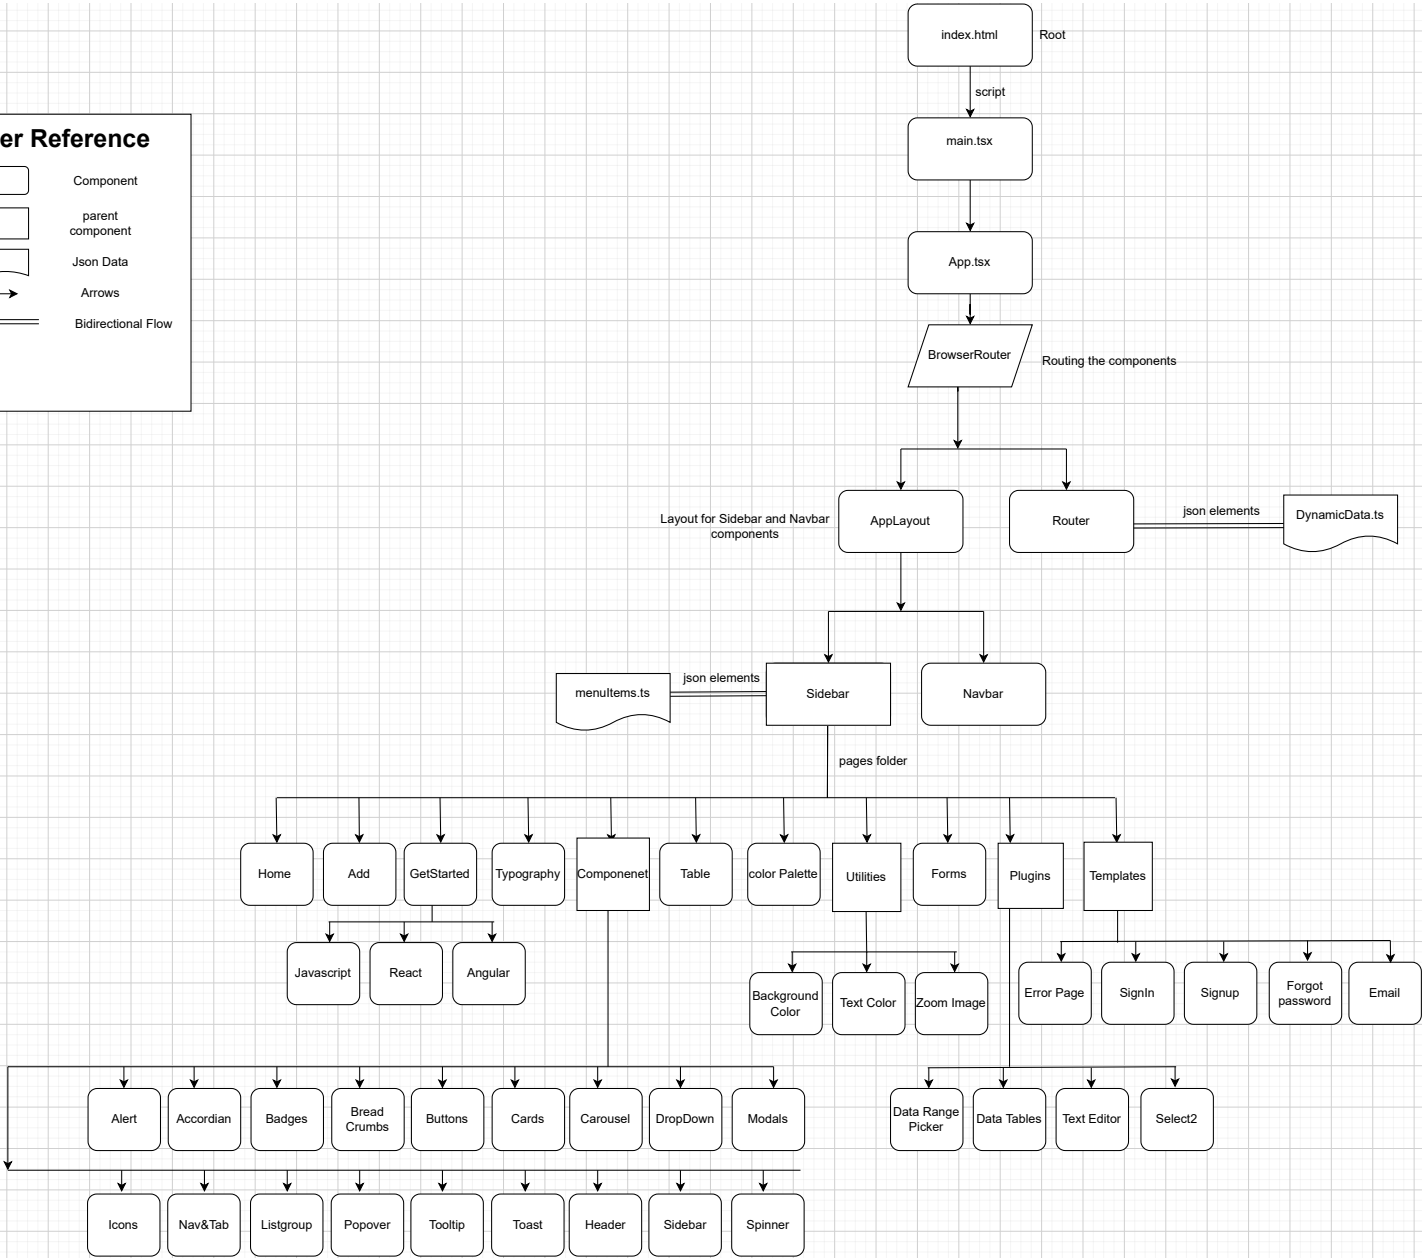 index.html
Root
script
main.tsx
er Reference
Component
parent
component
Json Data
Arrows
Bidirectional Flow
App.tsx
BrowserRouter
Routing the components
Layout for Sidebar and Navbar
components
AppLayout
Router
json elements
DynamicData.ts
menuItems.ts
json elements
Sidebar
Navbar
pages folder
Home
Add
GetStarted
Typography
Componenet
Table
color Palette
Utilities
Forms
Plugins
Templates
Javascript
React
Angular
Background
Color
Text Color
Zoom Image
Error Page
SignIn
Signup
Forgot
password
Email
Alert
Accordian
Badges
Bread
Crumbs
Buttons
Cards
Carousel
DropDown
Modals
Data Range
Picker
Data Tables
Text Editor
Select2
Icons
Nav&Tab
Listgroup
Popover
Tooltip
Toast
Header
Sidebar
Spinner